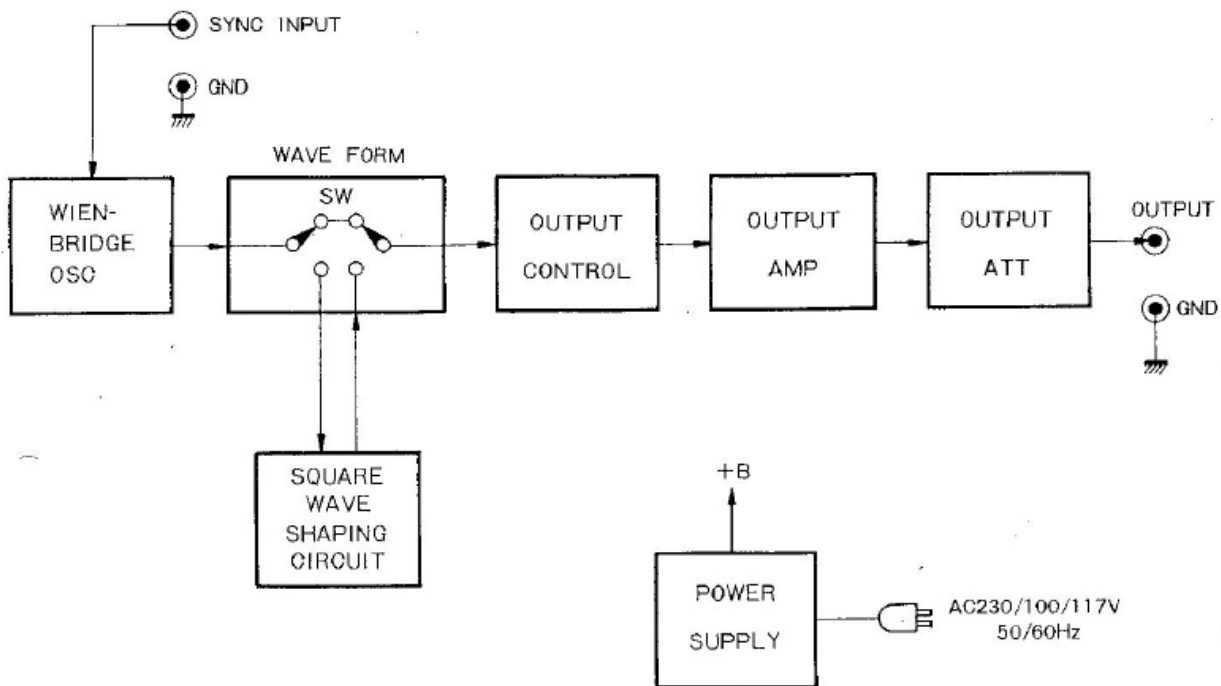 SYNC INPUT
GND
WAVE FORM
WIEN-
BRIDGE
OSC
SW
OUTPUT
CONTROL
OUTPUT
AMP
OUTPUT
ATT
OUTPUT
GND
SQUARE
WAVE
SHAPING
CIRCUIT
+B
POWER
SUPPLY
AC230/100/117V
50/60Hz